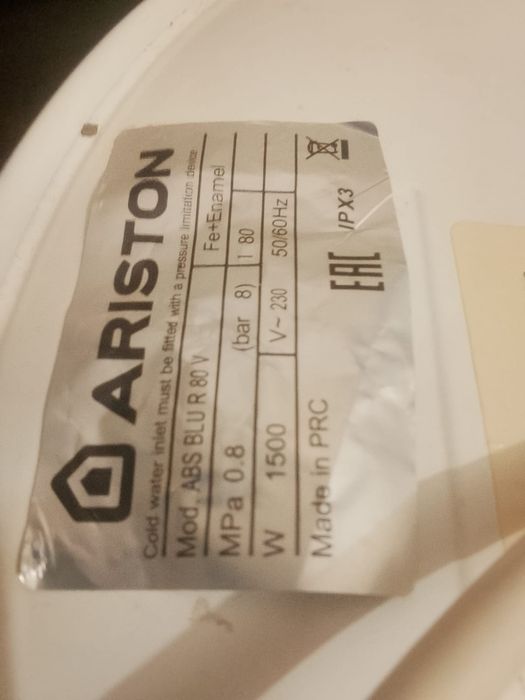 ARISTON
Cold water inlet must be fitted with a pressure limitation device
Mod. ABS BLU R 80 V Fe+Enamel
MPa 0.8 (bar 8) l 80
W 1500 V~ 230 50/60Hz
Made in PRC EAC IPX3